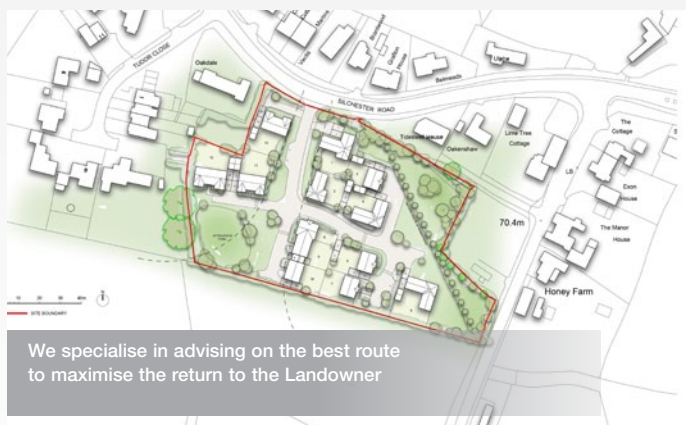 TUDOR CLOSE
Oakdale
Verda
Grafton
House
Belmeads
SILCHESTER ROAD
Oakenshaw
Lime Tree
Cottage
The
Cottage
LB
Exon
House
70.4m
The Manor
House
Honey Farm
SITE BOUNDARY
We specialise in advising on the best route
to maximise the return to the Landowner